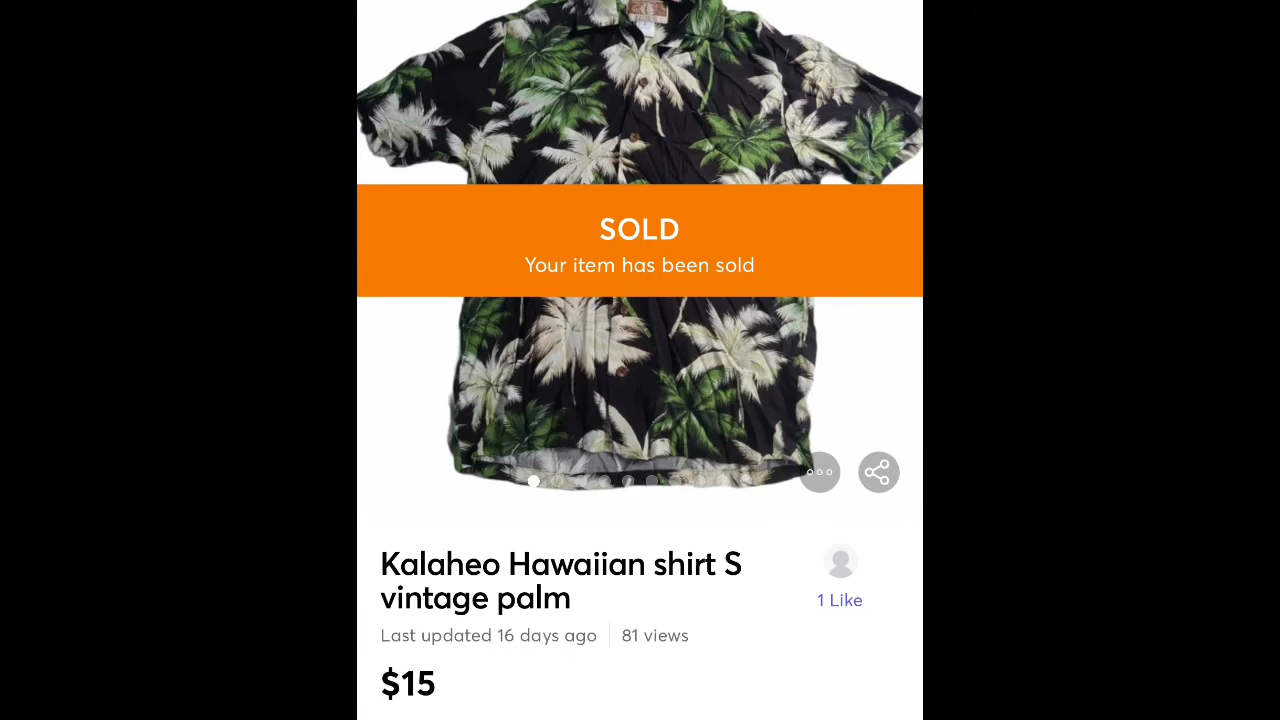 SOLD
Your item has been sold
Kalaheo Hawaiian shirt S
vintage palm
1 Like
Last updated 16 days ago
81 views
$15